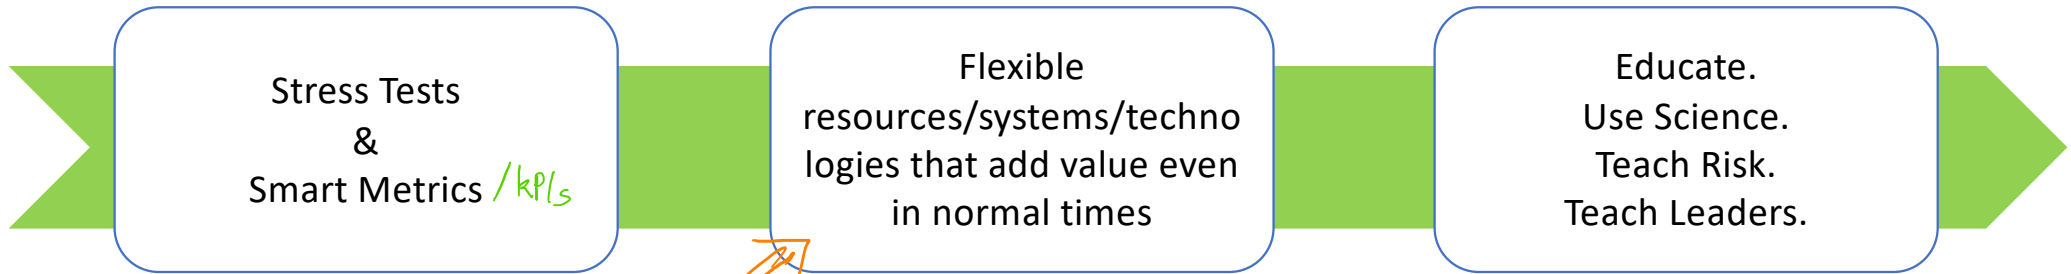 Stress Tests
&
Smart Metrics /KPIs
Flexible
resources/systems/techno
logies that add value even
in normal times
Educate.
Use Science.
Teach Risk.
Teach Leaders.